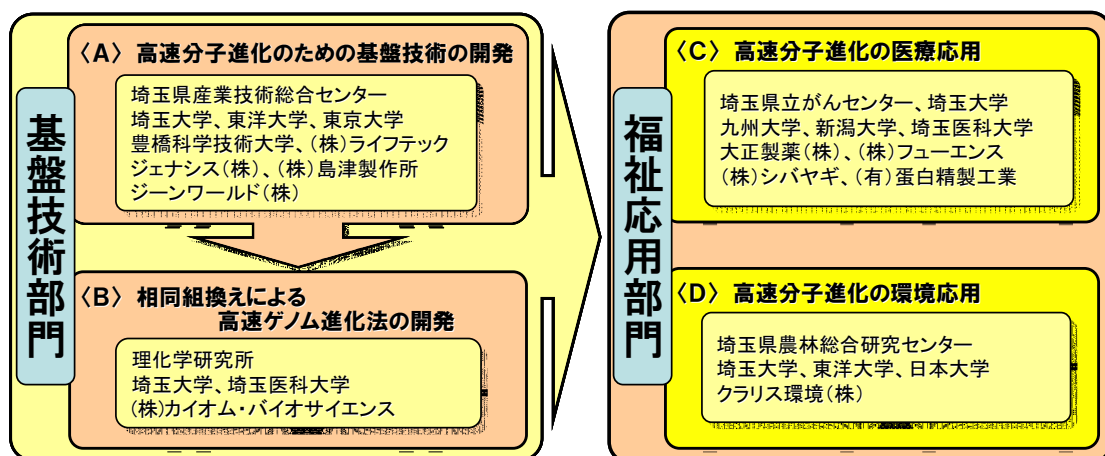 基盤技術部門
〈A〉 高速分子進化のための基盤技術の開発
埼玉県産業技術総合センター
埼玉大学、東洋大学、東京大学
豊橋科学技術大学、(株)ライフテック
ジェナシス(株)、(株)島津製作所
ジーンワールド(株)
〈B〉 相同組換えによる
高速ゲノム進化法の開発
理化学研究所
埼玉大学、埼玉医科大学
(株)カイオム・バイオサイエンス
福祉応用部門
〈C〉 高速分子進化の医療応用
埼玉県立がんセンター、埼玉大学
九州大学、新潟大学、埼玉医科大学
大正製薬(株)、(株)フューエンス
(株)シバヤギ、(有)蛋白精製工業
〈D〉 高速分子進化の環境応用
埼玉県農林総合研究センター
埼玉大学、東洋大学、日本大学
クラリス環境(株)